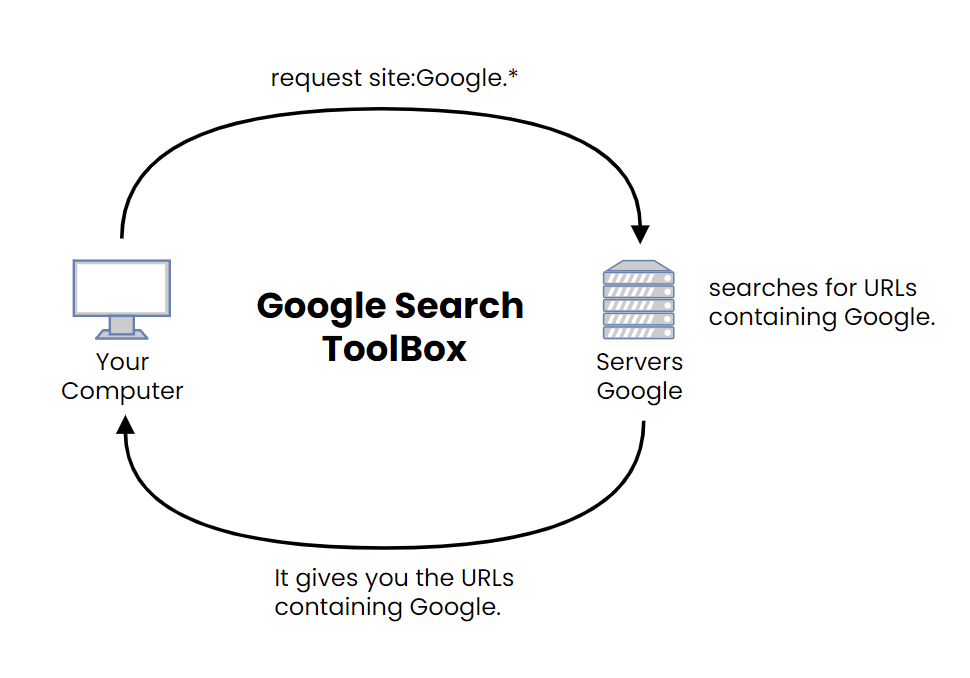 request site:Google.*
Google Search
ToolBox
searches for URLs
containing Google.
Your
Computer
Servers
Google
It gives you the URLs
containing Google.